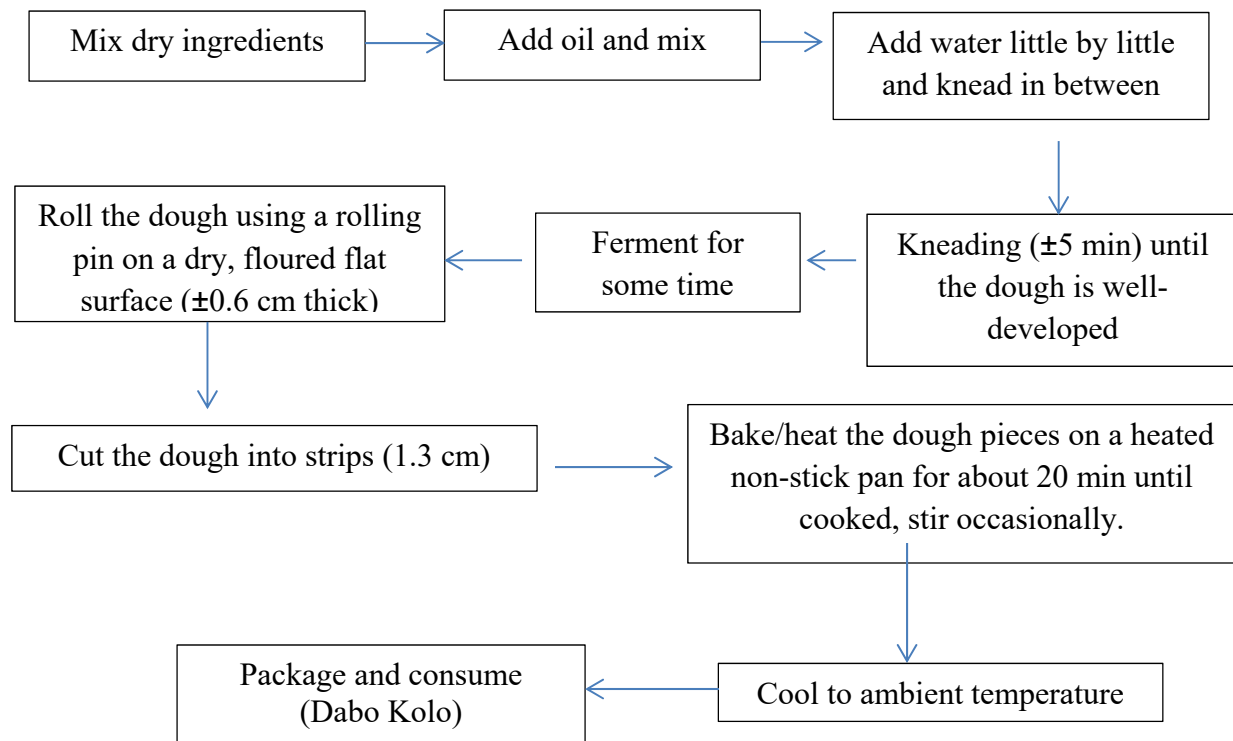 Mix dry ingredients
Add oil and mix
Add water little by little
and knead in between
Kneading (±5 min) until
the dough is well-
developed
Ferment for
some time
Roll the dough using a rolling
pin on a dry, floured flat
surface (±0.6 cm thick)
Cut the dough into strips (1.3 cm)
Bake/heat the dough pieces on a heated
non-stick pan for about 20 min until
cooked, stir occasionally.
Cool to ambient temperature
Package and consume
(Dabo Kolo)